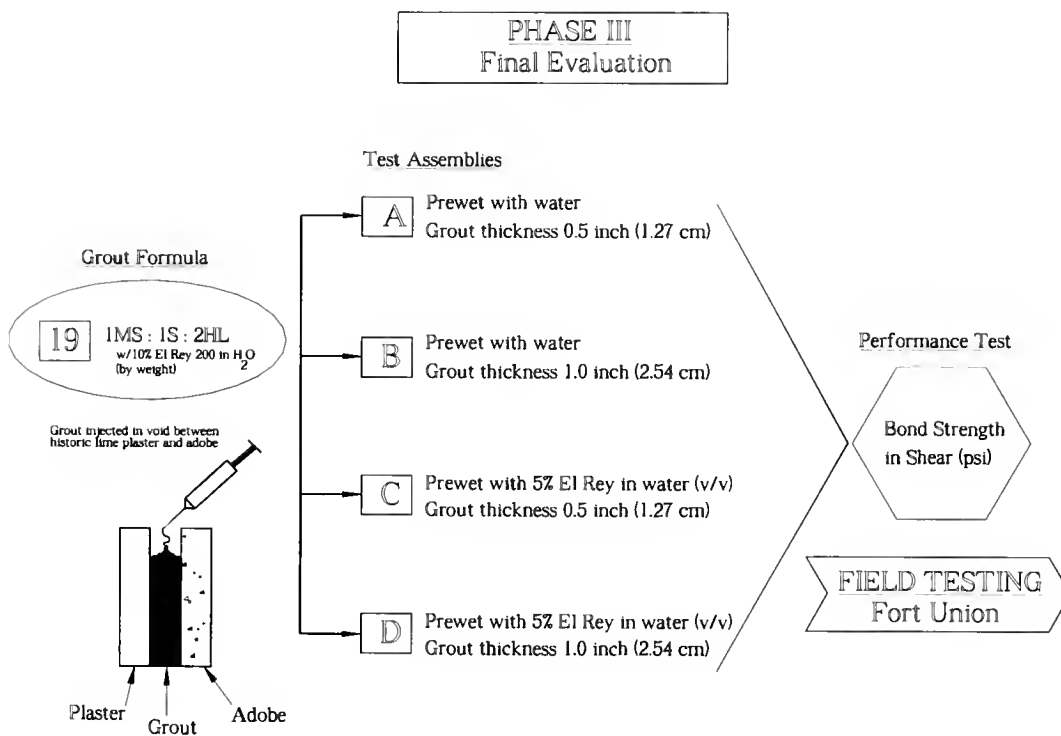 PHASE III
Final Evaluation
Test Assemblies
A
Prewet with water
Grout thickness 0.5 inch (1.27 cm)
Grout Formula
19
1MS : 1S : 2HL
w/10% El Rey 200 in H2O
(by weight)
B
Prewet with water
Grout thickness 1.0 inch (2.54 cm)
Performance Test
Bond Strength
in Shear (psi)
Grout injected in void between
historic lime plaster and adobe
C
Prewet with 5% El Rey in water (v/v)
Grout thickness 0.5 inch (1.27 cm)
FIELD TESTING
Fort Union
D
Prewet with 5% El Rey in water (v/v)
Grout thickness 1.0 inch (2.54 cm)
Plaster
Grout
Adobe